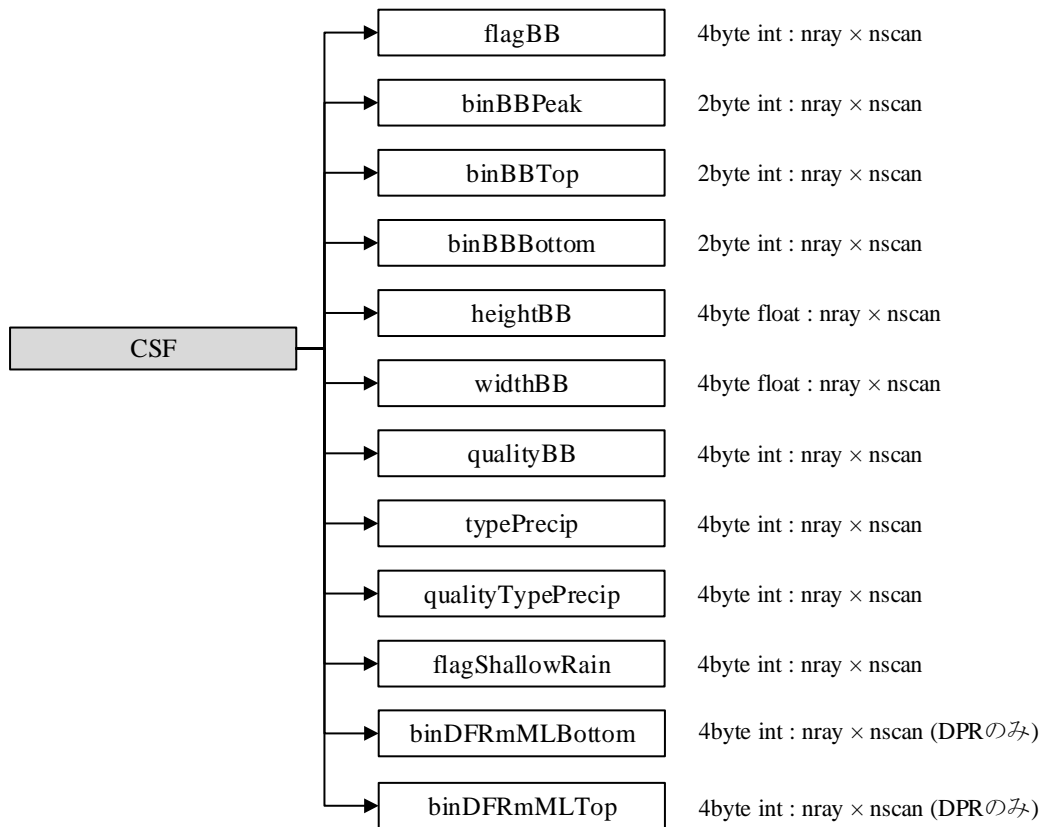 flagBB 4byte int : nray × nscan
binBBPeak 2byte int : nray × nscan
binBBTop 2byte int : nray × nscan
binBBBottom 2byte int : nray × nscan
heightBB 4byte float : nray × nscan
CSF
widthBB 4byte float : nray × nscan
qualityBB 4byte int : nray × nscan
typePrecip 4byte int : nray × nscan
qualityTypePrecip 4byte int : nray × nscan
flagShallowRain 4byte int : nray × nscan
binDFRmMLBottom 4byte int : nray × nscan (DPRのみ)
binDFRmMLTop 4byte int : nray × nscan (DPRのみ)